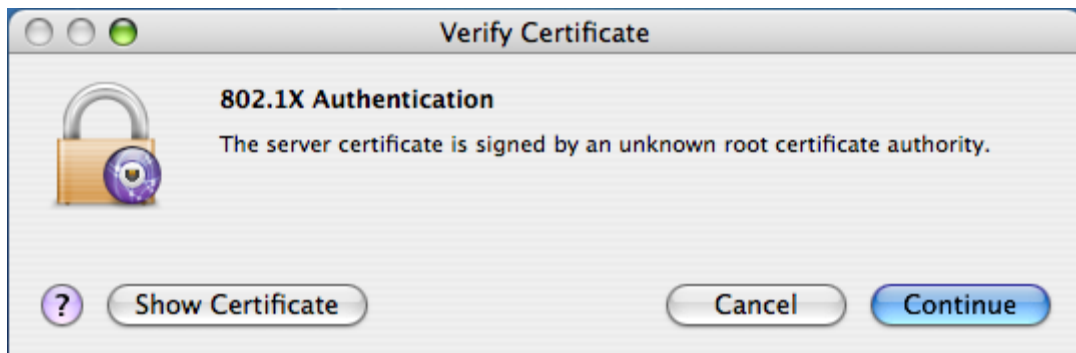 Verify Certificate
802.1X Authentication
The server certificate is signed by an unknown root certificate authority.
? Show Certificate Cancel Continue